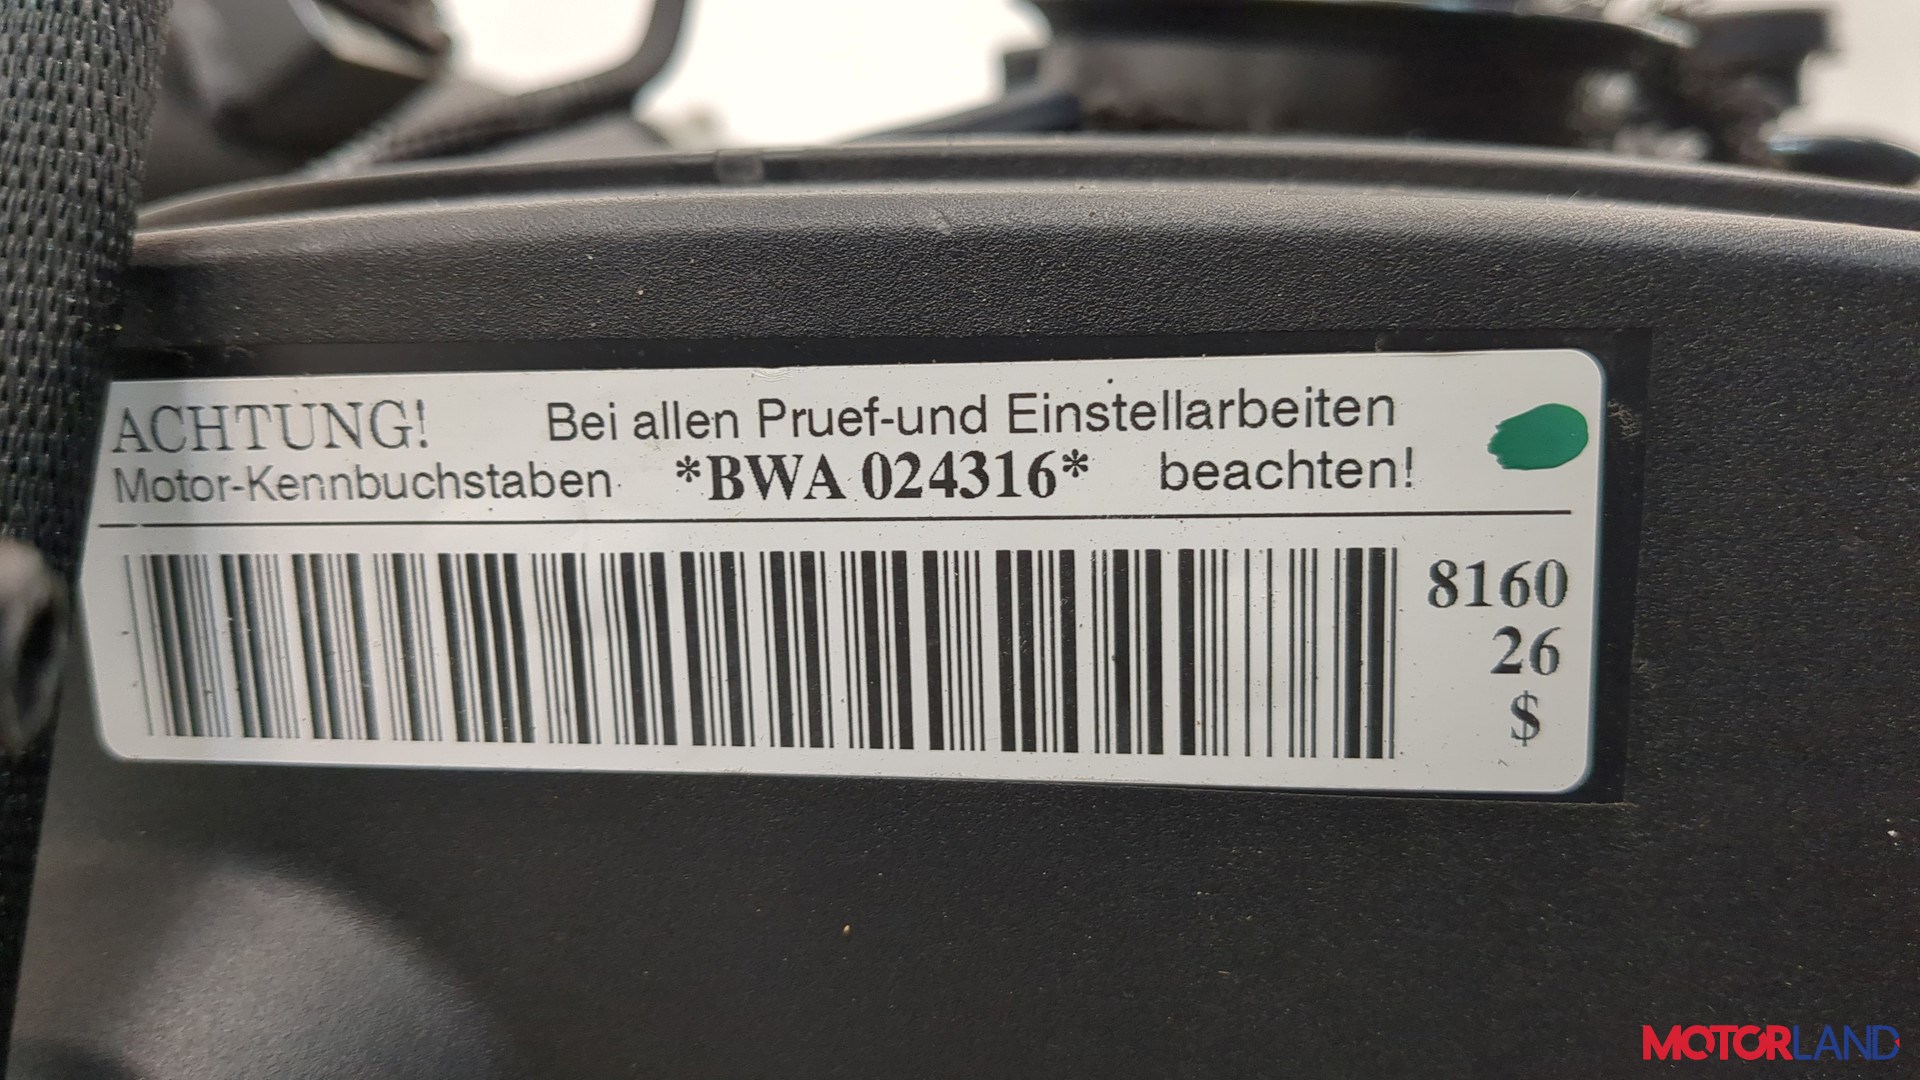 ACHTUNG! Bei allen Pruef-und Einstellarbeiten
Motor-Kennbuchstaben *BWA 024316* beachten!
8160
26
$
MOTORLAND